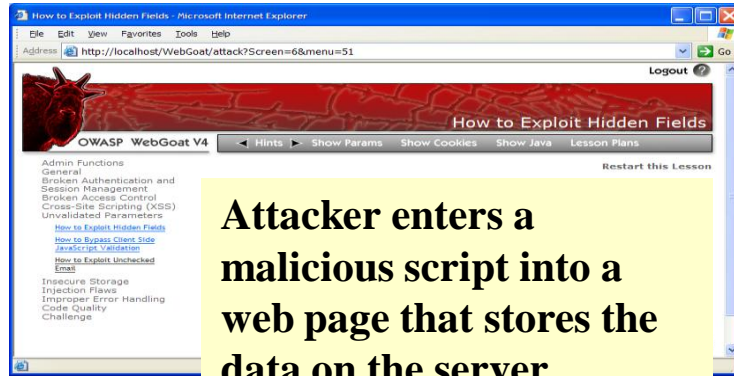 How to Exploit Hidden Fields - Microsoft Internet Explorer
File Edit View Favorites Tools Help
Address http://localhost/WebGoat/attack?Screen=6&menu=51 Go
Logout ?
How to Exploit Hidden Fields
OWASP WebGoat V4 Hints Show Params Show Cookies Show Java Lesson Plans
Restart this Lesson
Admin Functions
General
Broken Authentication and
Session Management
Broken Access Control
Cross-Site Scripting (XSS)
Unvalidated Parameters
How to Exploit Hidden Fields
How to Bypass Client Side
JavaScript Validation
How to Exploit Unchecked
Email
Insecure Storage
Injection Flaws
Improper Error Handling
Code Quality
Challenge
Attacker enters a
malicious script into a
web page that stores the
data on the server